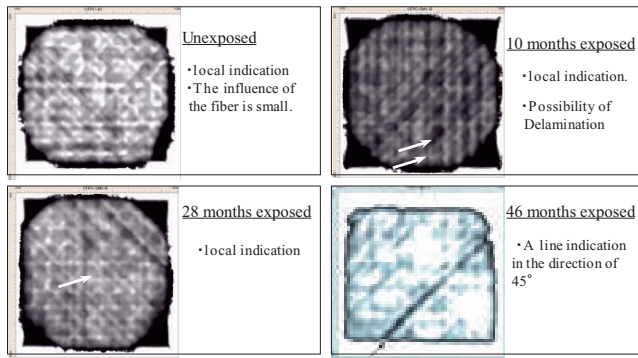 Unexposed
・local indication
・The influence of
the fiber is small.
10 months exposed
・local indication.
・Possibility of
Delamination
28 months exposed
・local indication
46 months exposed
・A line indication
in the direction of
45°